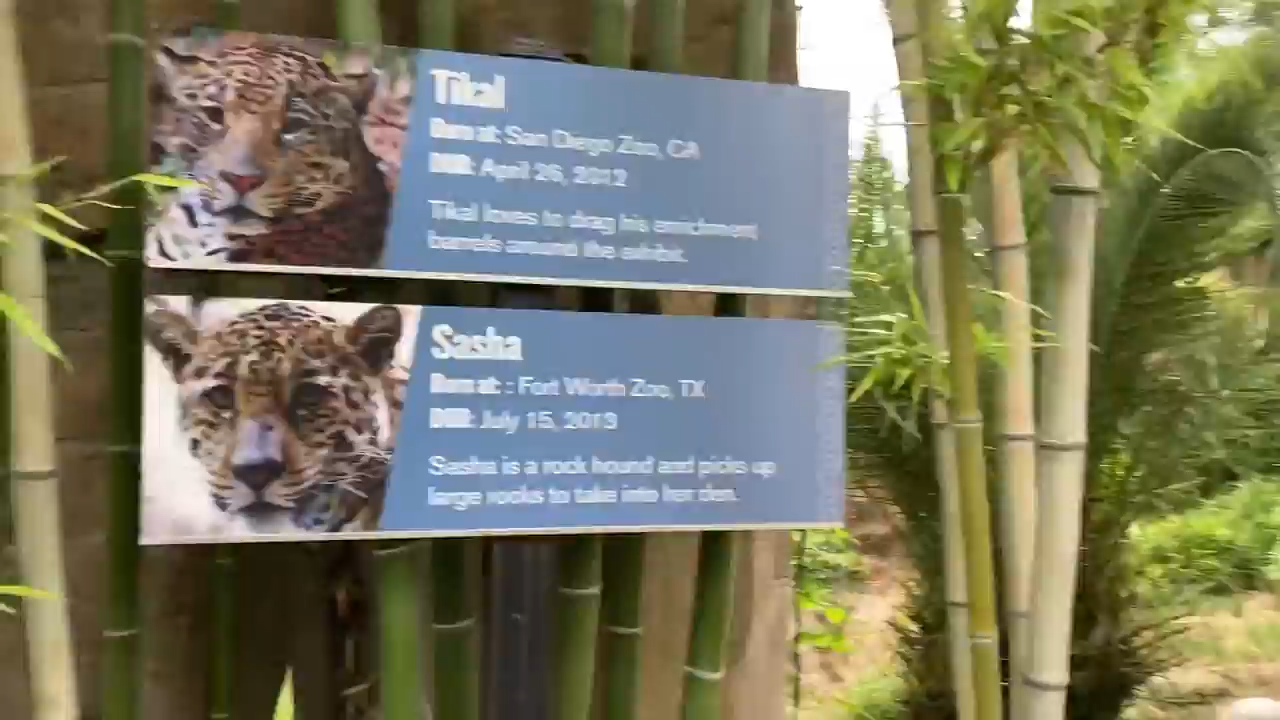 Tikal
Born at: San Diego Zoo, CA
DOB: April 26, 2012
Tikal loves to drag his enrichment
barrels around the exhibit.
Sasha
Born at: : Fort Worth Zoo, TX
DOB: July 15, 2013
Sasha is a rock hound and picks up
large rocks to take into her den.